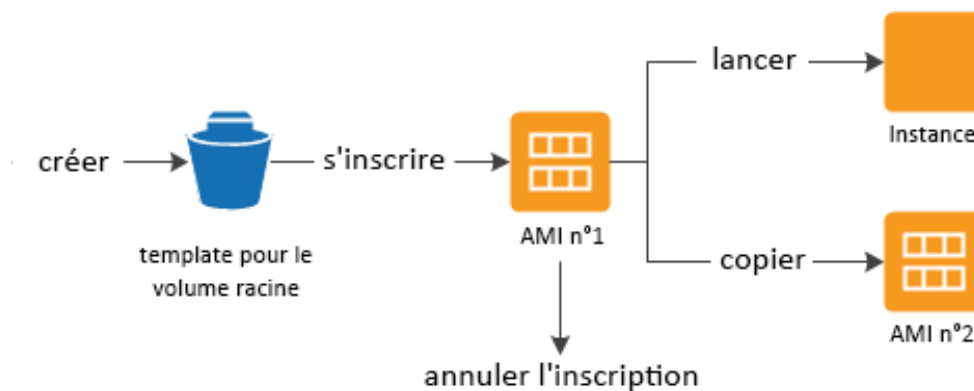 créer
template pour le
volume racine
s'inscrire
AMI n°1
annuler l'inscription
lancer
Instance
copier
AMI n°2